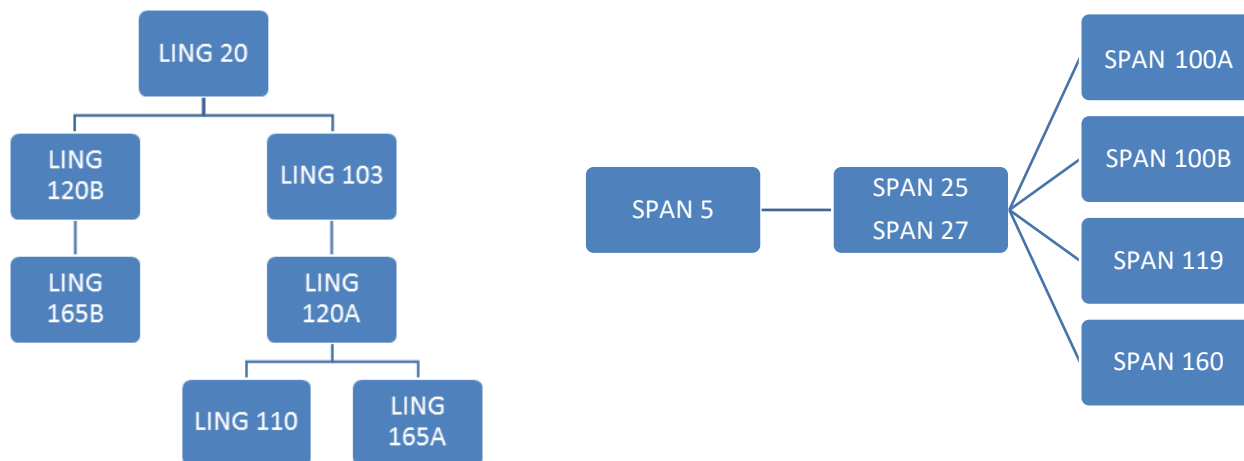 LING 20
LING
120B
LING 103
LING
165B
LING
120A
LING 110
LING
165A
SPAN 5
SPAN 25
SPAN 27
SPAN 100A
SPAN 100B
SPAN 119
SPAN 160